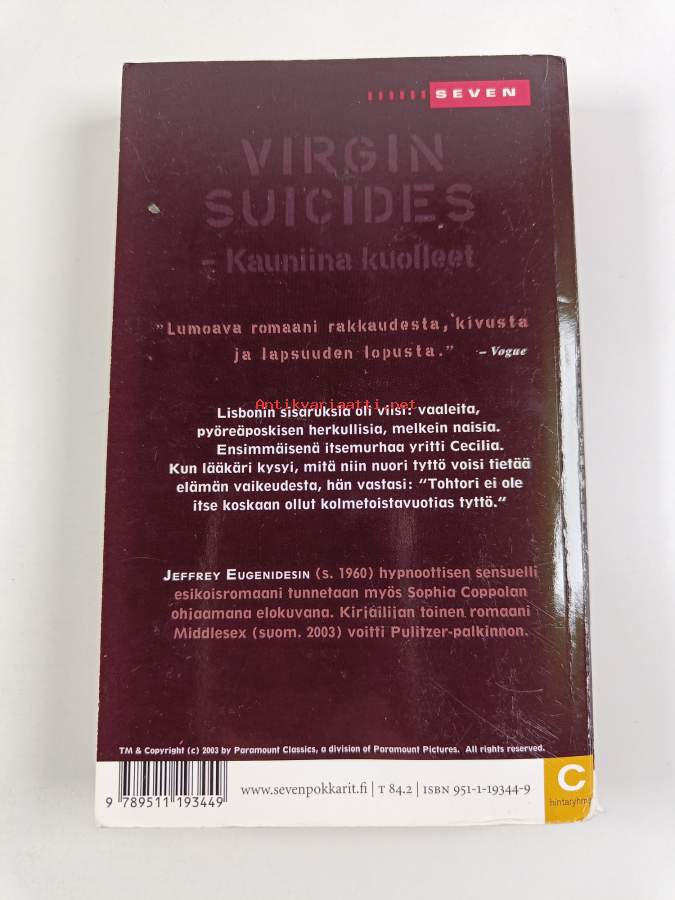 SEVEN
VIRGIN
SUICIDES
– Kauniina kuolleet
"Lumoava romaani rakkaudesta, kivusta
ja lapsuuden lopusta." – Vogue
Antikvariaatti.net
Lisbonin sisaruksia oli viisi: vaaleita,
pyöreäposkisen herkullisia, melkein naisia.
Ensimmäisenä itsemurhaa yritti Cecilia.
Kun lääkäri kysyi, mitä niin nuori tyttö voisi tietää
elämän vaikeudesta, hän vastasi: "Tohtori ei ole
itse koskaan ollut kolmetoistavuotias tyttö."
JEFFREY EUGENIDESIN (s. 1960) hypnoottisen sensuelli
esikoisromaani tunnetaan myös Sophia Coppolan
ohjaamana elokuvana. Kirjailijan toinen romaani
Middlesex (suom. 2003) voitti Pulitzer-palkinnon.
TM & Copyright (c) 2003 by Paramount Classics, a division of Paramount Pictures. All rights reserved.
9 789511 193449
www.sevenpokkarit.fi | T 84.2 | ISBN 951-1-19344-9
C
hintaryhmä